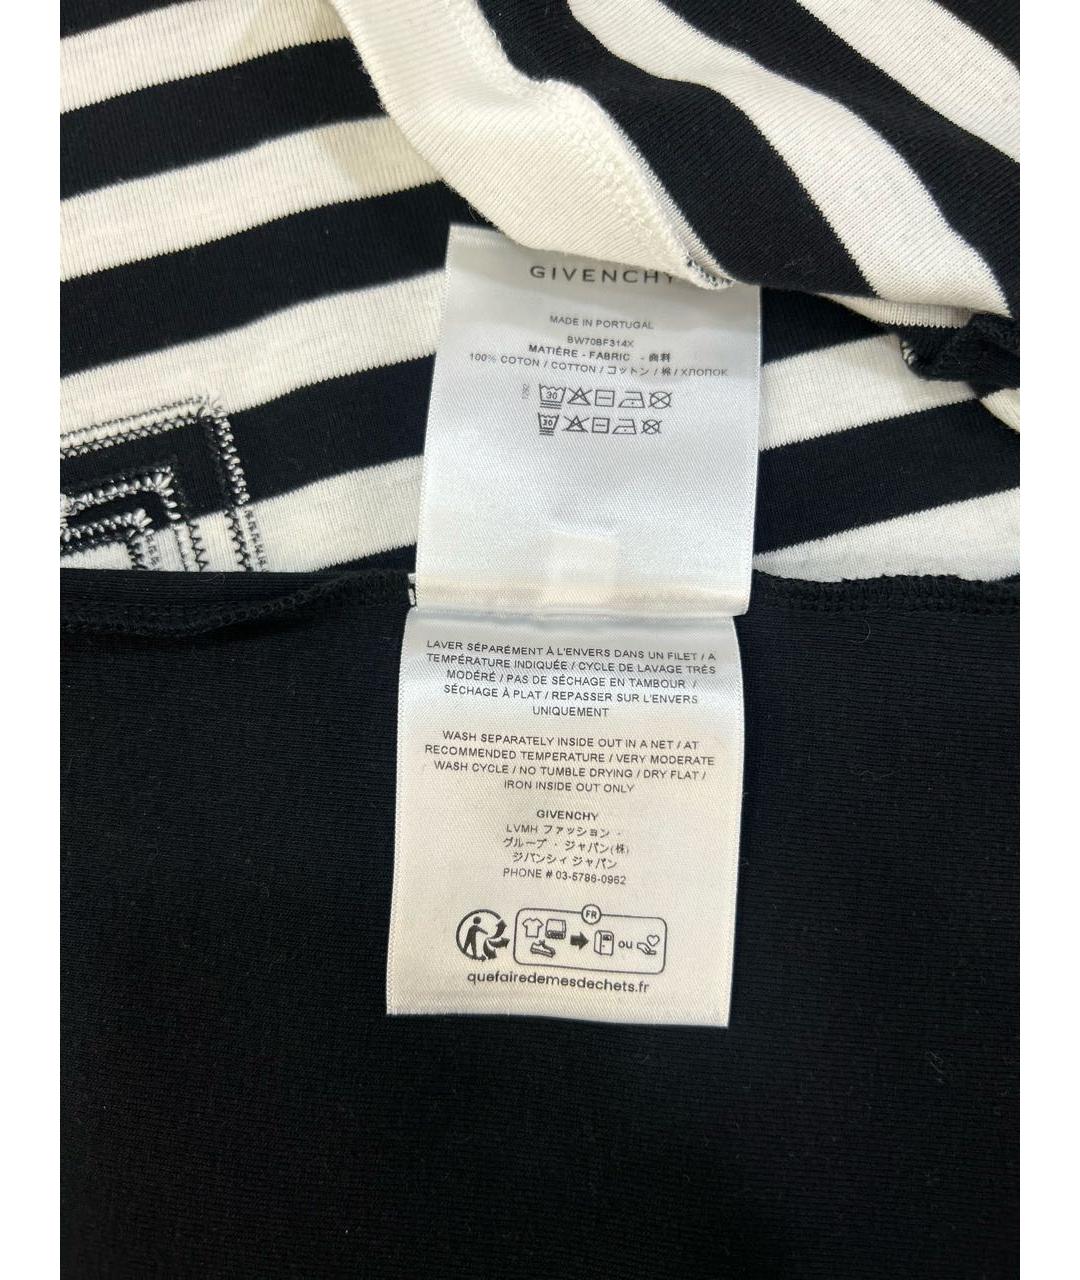 GIVENCHY
MADE IN PORTUGAL
BW70BF314X
MATIÈRE - FABRIC - 商料
100% COTON / COTTON / コットン / 棉 / ХЛОПОК
30
30
LAVER SÉPARÉMENT À L'ENVERS DANS UN FILET / A
TEMPÉRATURE INDIQUÉE / CYCLE DE LAVAGE TRÈS
MODÉRÉ / PAS DE SÉCHAGE EN TAMBOUR /
SÉCHAGE À PLAT / REPASSER SUR L'ENVERS
UNIQUEMENT
WASH SEPARATELY INSIDE OUT IN A NET / AT
RECOMMENDED TEMPERATURE / VERY MODERATE
WASH CYCLE / NO TUMBLE DRYING / DRY FLAT /
IRON INSIDE OUT ONLY
GIVENCHY
LVMH ファッション ·
グループ · ジャパン(株)
ジバンシィ ジャパン
PHONE # 03-5786-0962
FR
ou
quefairedemesdechets.fr